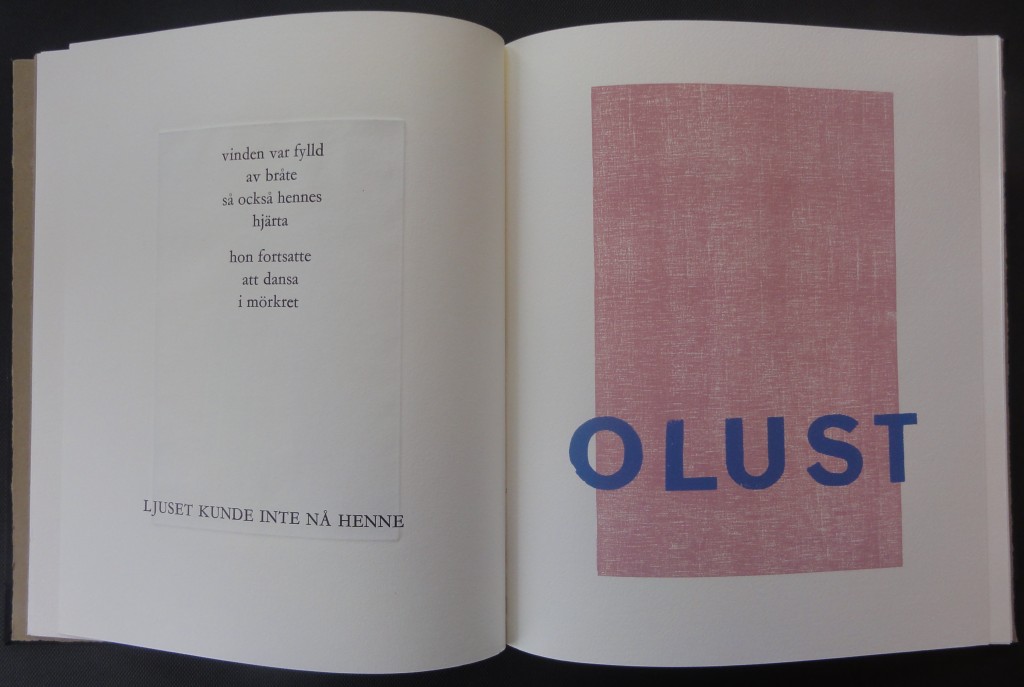 vinden var fylld
av bråte
så också hennes
hjärta
hon fortsatte
att dansa
i mörkret
LJUSET KUNDE INTE NÅ HENNE
OLUST